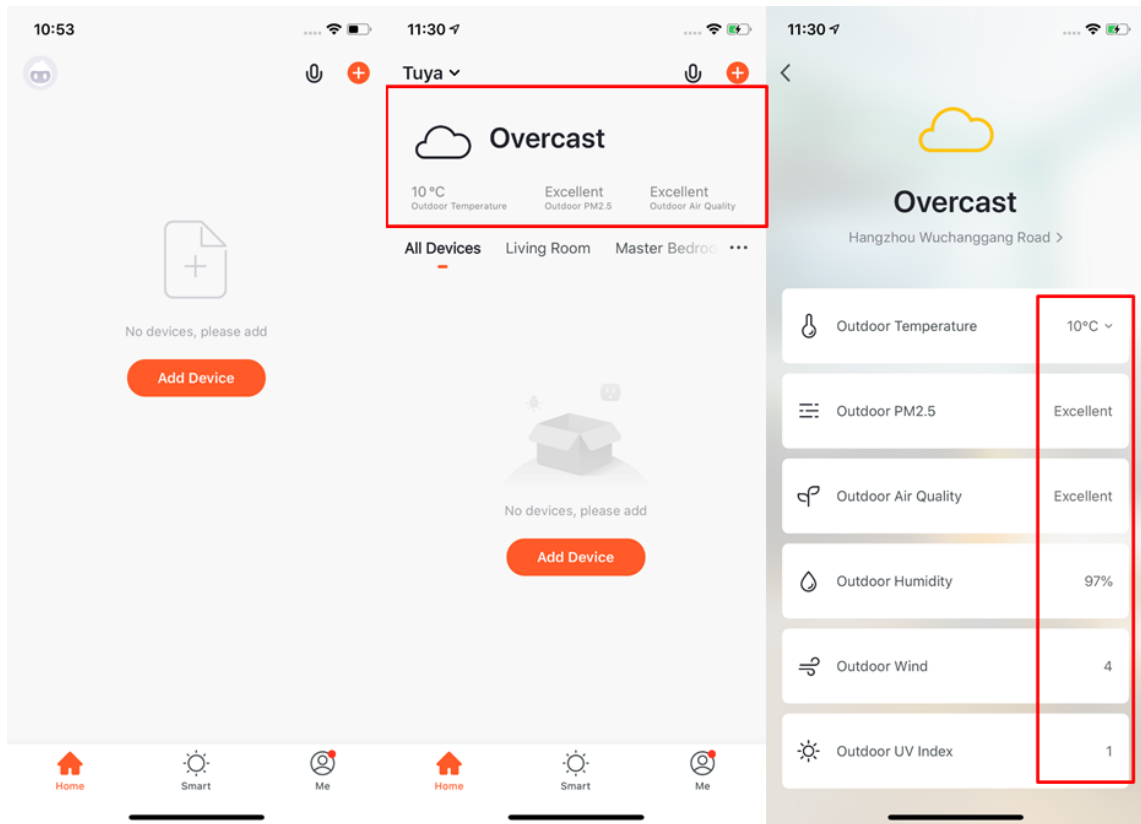 10:53
No devices, please add
Add Device
Home
Smart
Me
11:30
Tuya
Overcast
10 °C
Outdoor Temperature
Excellent
Outdoor PM2.5
Excellent
Outdoor Air Quality
All Devices Living Room Master Bedroo ...
No devices, please add
Add Device
Home
Smart
Me
11:30
Overcast
Hangzhou Wuchanggang Road >
Outdoor Temperature 10°C
Outdoor PM2.5 Excellent
Outdoor Air Quality Excellent
Outdoor Humidity 97%
Outdoor Wind 4
Outdoor UV Index 1